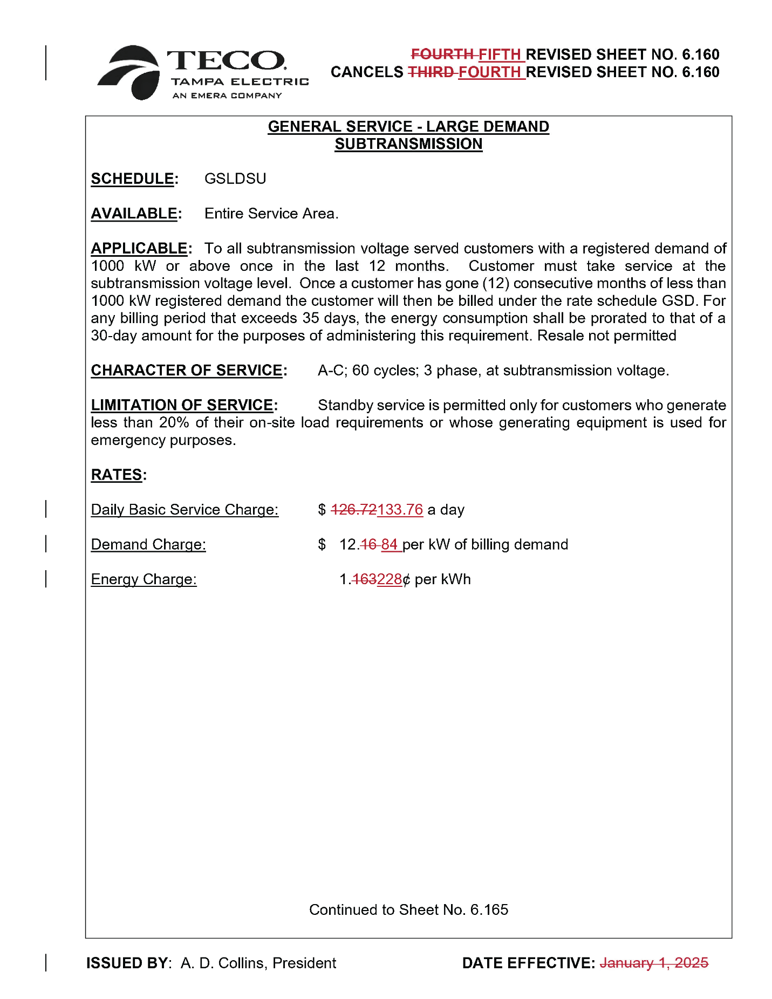 TECO.
TAMPA ELECTRIC
AN EMERA COMPANY
FOURTH FIFTH REVISED SHEET NO. 6.160
CANCELS THIRD FOURTH REVISED SHEET NO. 6.160
GENERAL SERVICE - LARGE DEMAND
SUBTRANSMISSION
SCHEDULE: GSLDSU
AVAILABLE: Entire Service Area.
APPLICABLE: To all subtransmission voltage served customers with a registered demand of
1000 kW or above once in the last 12 months. Customer must take service at the
subtransmission voltage level. Once a customer has gone (12) consecutive months of less than
1000 kW registered demand the customer will then be billed under the rate schedule GSD. For
any billing period that exceeds 35 days, the energy consumption shall be prorated to that of a
30-day amount for the purposes of administering this requirement. Resale not permitted
CHARACTER OF SERVICE: A-C; 60 cycles; 3 phase, at subtransmission voltage.
LIMITATION OF SERVICE: Standby service is permitted only for customers who generate
less than 20% of their on-site load requirements or whose generating equipment is used for
emergency purposes.
RATES:
Daily Basic Service Charge: $ 126.72133.76 a day
Demand Charge: $ 12.16 84 per kW of billing demand
Energy Charge: 1.163228¢ per kWh
Continued to Sheet No. 6.165
ISSUED BY: A. D. Collins, President DATE EFFECTIVE: January 1, 2025